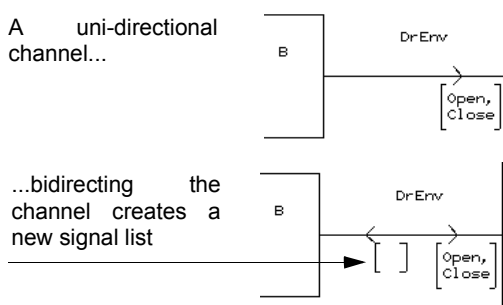 A uni-directional
channel...
B
DrEnv
[Open,
Close]
...bidirecting the
channel creates a
new signal list
B
DrEnv
[ ]
[Open,
Close]